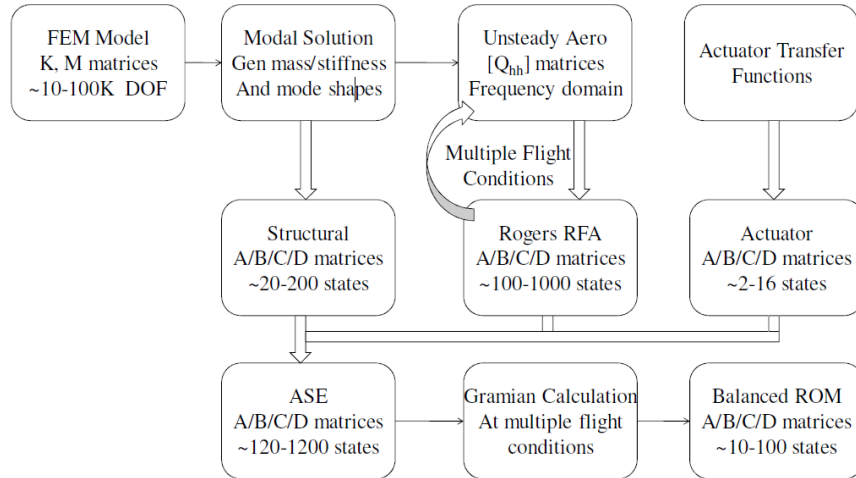 FEM Model
K, M matrices
~10-100K DOF
Modal Solution
Gen mass/stiffness
And mode shapes
Unsteady Aero
[Qhh] matrices
Frequency domain
Actuator Transfer
Functions
Multiple Flight
Conditions
Structural
A/B/C/D matrices
~20-200 states
Rogers RFA
A/B/C/D matrices
~100-1000 states
Actuator
A/B/C/D matrices
~2-16 states
ASE
A/B/C/D matrices
~120-1200 states
Gramian Calculation
At multiple flight
conditions
Balanced ROM
A/B/C/D matrices
~10-100 states